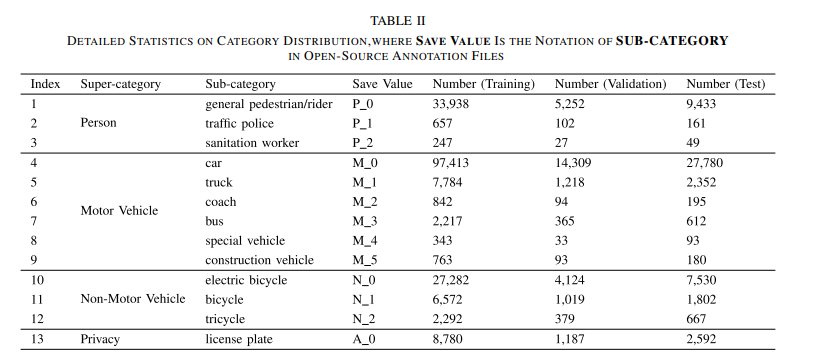 TABLE II
DETAILED STATISTICS ON CATEGORY DISTRIBUTION,WHERE SAVE VALUE IS THE NOTATION OF SUB-CATEGORY
IN OPEN-SOURCE ANNOTATION FILES
Index Super-category Sub-category Save Value Number (Training) Number (Validation) Number (Test)
1 general pedestrian/rider P_0 33,938 5,252 9,433
2 Person traffic police P_1 657 102 161
3 sanitation worker P_2 247 27 49
4 car M_0 97,413 14,309 27,780
5 truck M_1 7,784 1,218 2,352
6 coach M_2 842 94 195
Motor Vehicle
7 bus M_3 2,217 365 612
8 special vehicle M_4 343 33 93
9 construction vehicle M_5 763 93 180
10 electric bicycle N_0 27,282 4,124 7,530
11 Non-Motor Vehicle bicycle N_1 6,572 1,019 1,802
12 tricycle N_2 2,292 379 667
13 Privacy license plate A_0 8,780 1,187 2,592